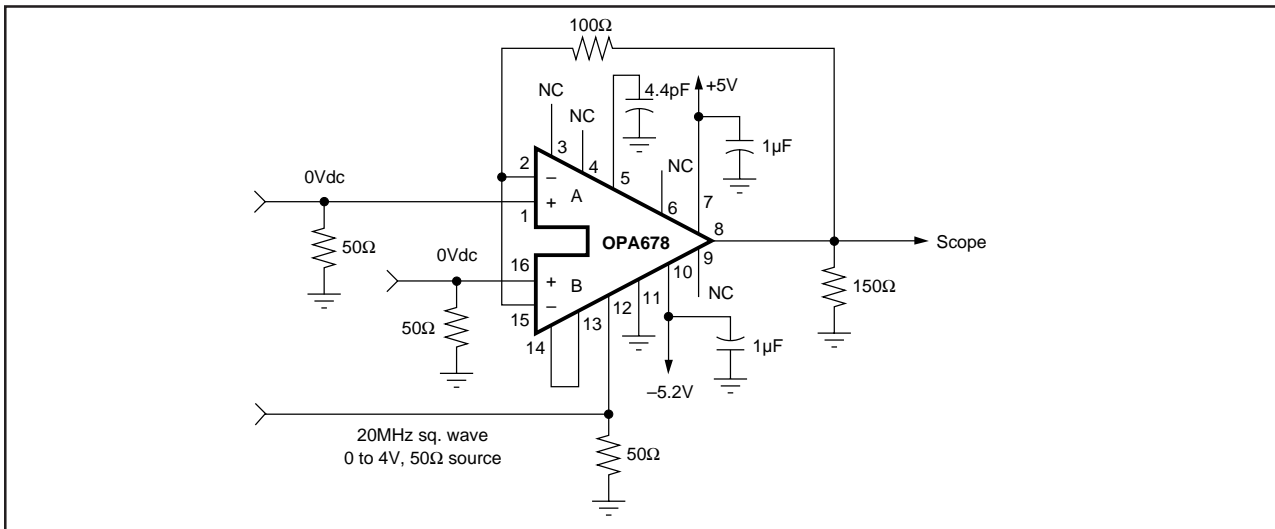 100Ω
NC
NC
4.4pF
+5V
1µF
NC
2
3
4
5
6
7
8
9
0Vdc
–
A
+
1
OPA678
Scope
50Ω
0Vdc
16
+
B
–
15
10
11
12
13
14
NC
150Ω
50Ω
1µF
–5.2V
20MHz sq. wave
0 to 4V, 50Ω source
50Ω